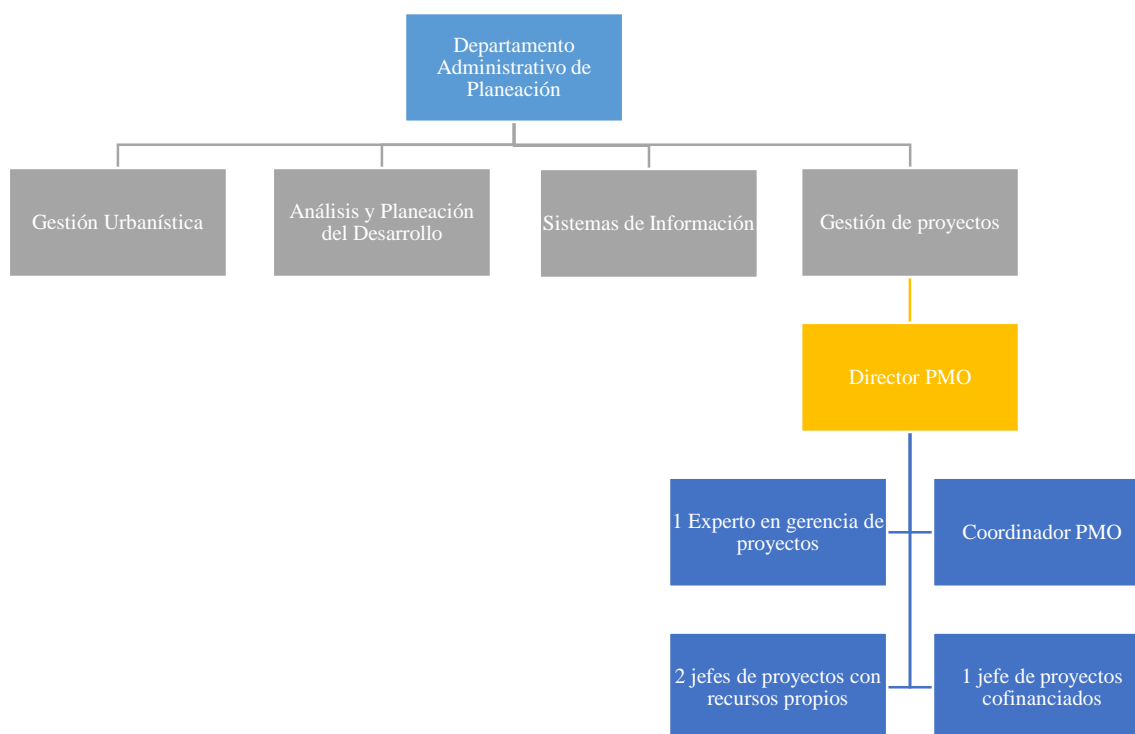 Departamento
Administrativo de
Planeación
Gestión Urbanística
Análisis y Planeación
del Desarrollo
Sistemas de Información
Gestión de proyectos
Director PMO
1 Experto en gerencia de
proyectos
Coordinador PMO
2 jefes de proyectos con
recursos propios
1 jefe de proyectos
cofinanciados